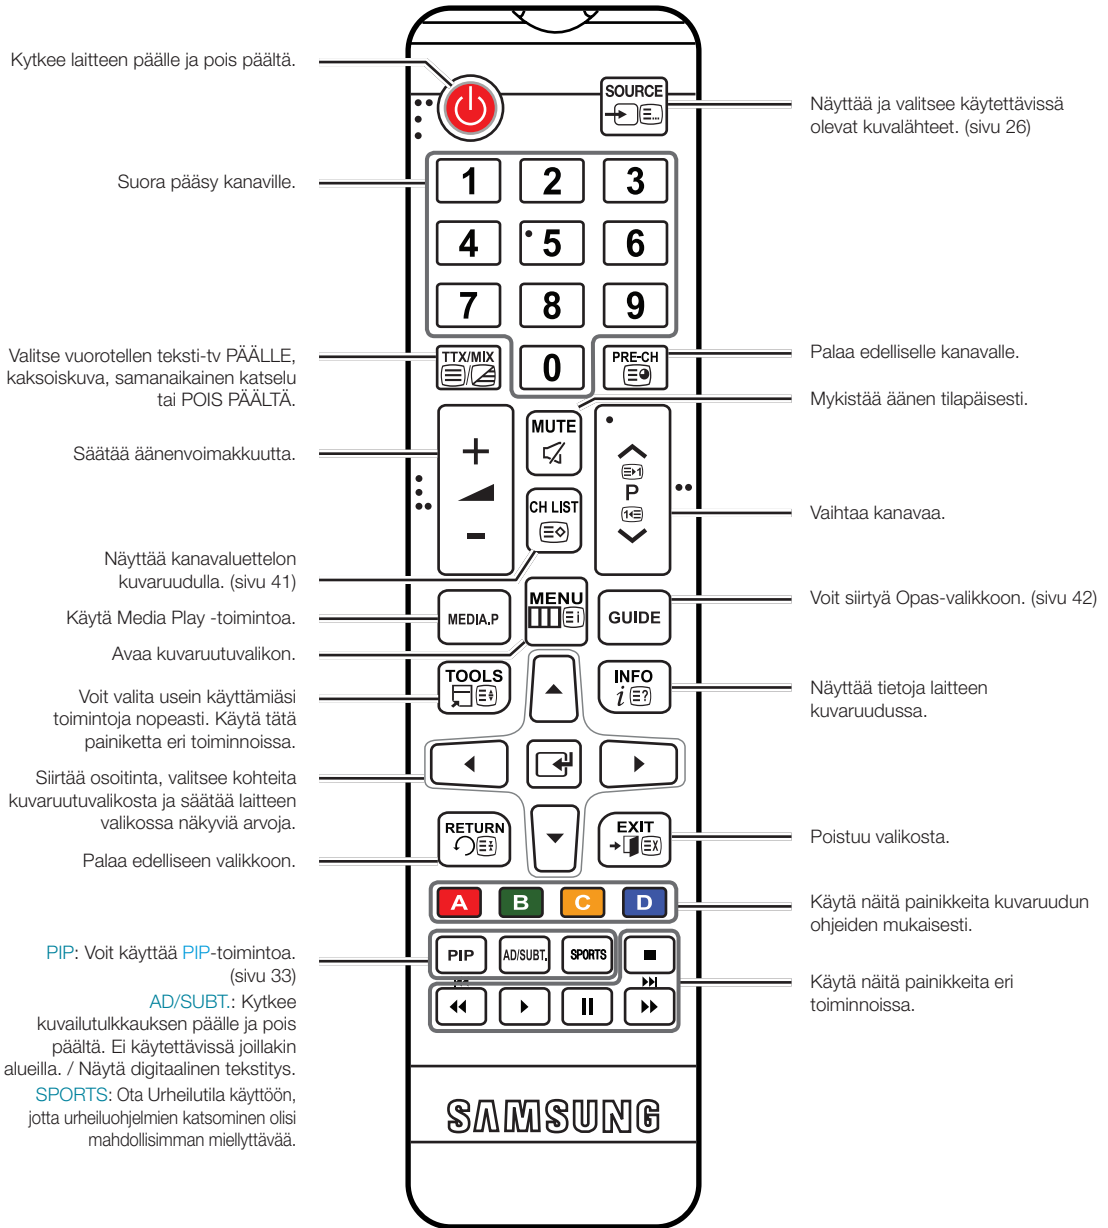 Kytkee laitteen päälle ja pois päältä.
SOURCE
Näyttää ja valitsee käytettävissä
olevat kuvalähteet. (sivu 26)
Suora pääsy kanaville.
1 2 3
4 5 6
7 8 9
0
Valitse vuorotellen teksti-tv PÄÄLLE,
kaksoiskuva, samanaikainen katselu
tai POIS PÄÄLTÄ.
TTX/MIX
PRE-CH
Palaa edelliselle kanavalle.
Mykistää äänen tilapäisesti.
MUTE
Säätää äänenvoimakkuutta.
+
-
P
CH LIST
Vaihtaa kanavaa.
Näyttää kanavaluettelon
kuvaruudulla. (sivu 41)
Käytä Media Play -toimintoa.
MEDIA.P
MENU
GUIDE
Voit siirtyä Opas-valikkoon. (sivu 42)
Avaa kuvaruutuvalikon.
TOOLS
INFO
Voit valita usein käyttämiäsi
toimintoja nopeasti. Käytä tätä
painiketta eri toiminnoissa.
Näyttää tietoja laitteen
kuvaruudussa.
Siirtää osoitinta, valitsee kohteita
kuvaruutuvalikosta ja säätää laitteen
valikossa näkyviä arvoja.
RETURN
EXIT
Poistuu valikosta.
Palaa edelliseen valikkoon.
A B C D
Käytä näitä painikkeita kuvaruudun
ohjeiden mukaisesti.
PIP AD/SUBT. SPORTS
PIP: Voit käyttää PIP-toimintoa.
(sivu 33)
AD/SUBT.: Kytkee
kuvailutulkkauksen päälle ja pois
päältä. Ei käytettävissä joillakin
alueilla. / Näytä digitaalinen tekstitys.
SPORTS: Ota Urheilutila käyttöön,
jotta urheiluohjelmien katsominen olisi
mahdollisimman miellyttävää.
Käytä näitä painikkeita eri
toiminnoissa.
SAMSUNG